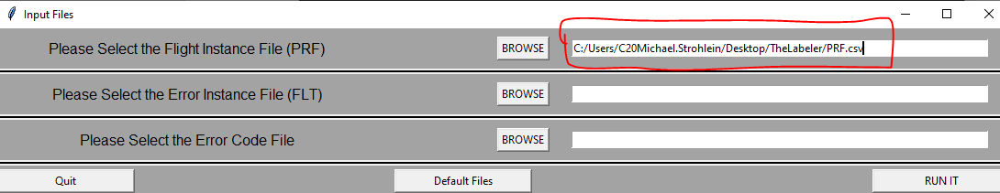 Input Files
Please Select the Flight Instance File (PRF) BROWSE C:/Users/C20Michael.Strohlein/Desktop/TheLabeler/PRF.csv
Please Select the Error Instance File (FLT) BROWSE
Please Select the Error Code File BROWSE
Quit Default Files RUN IT